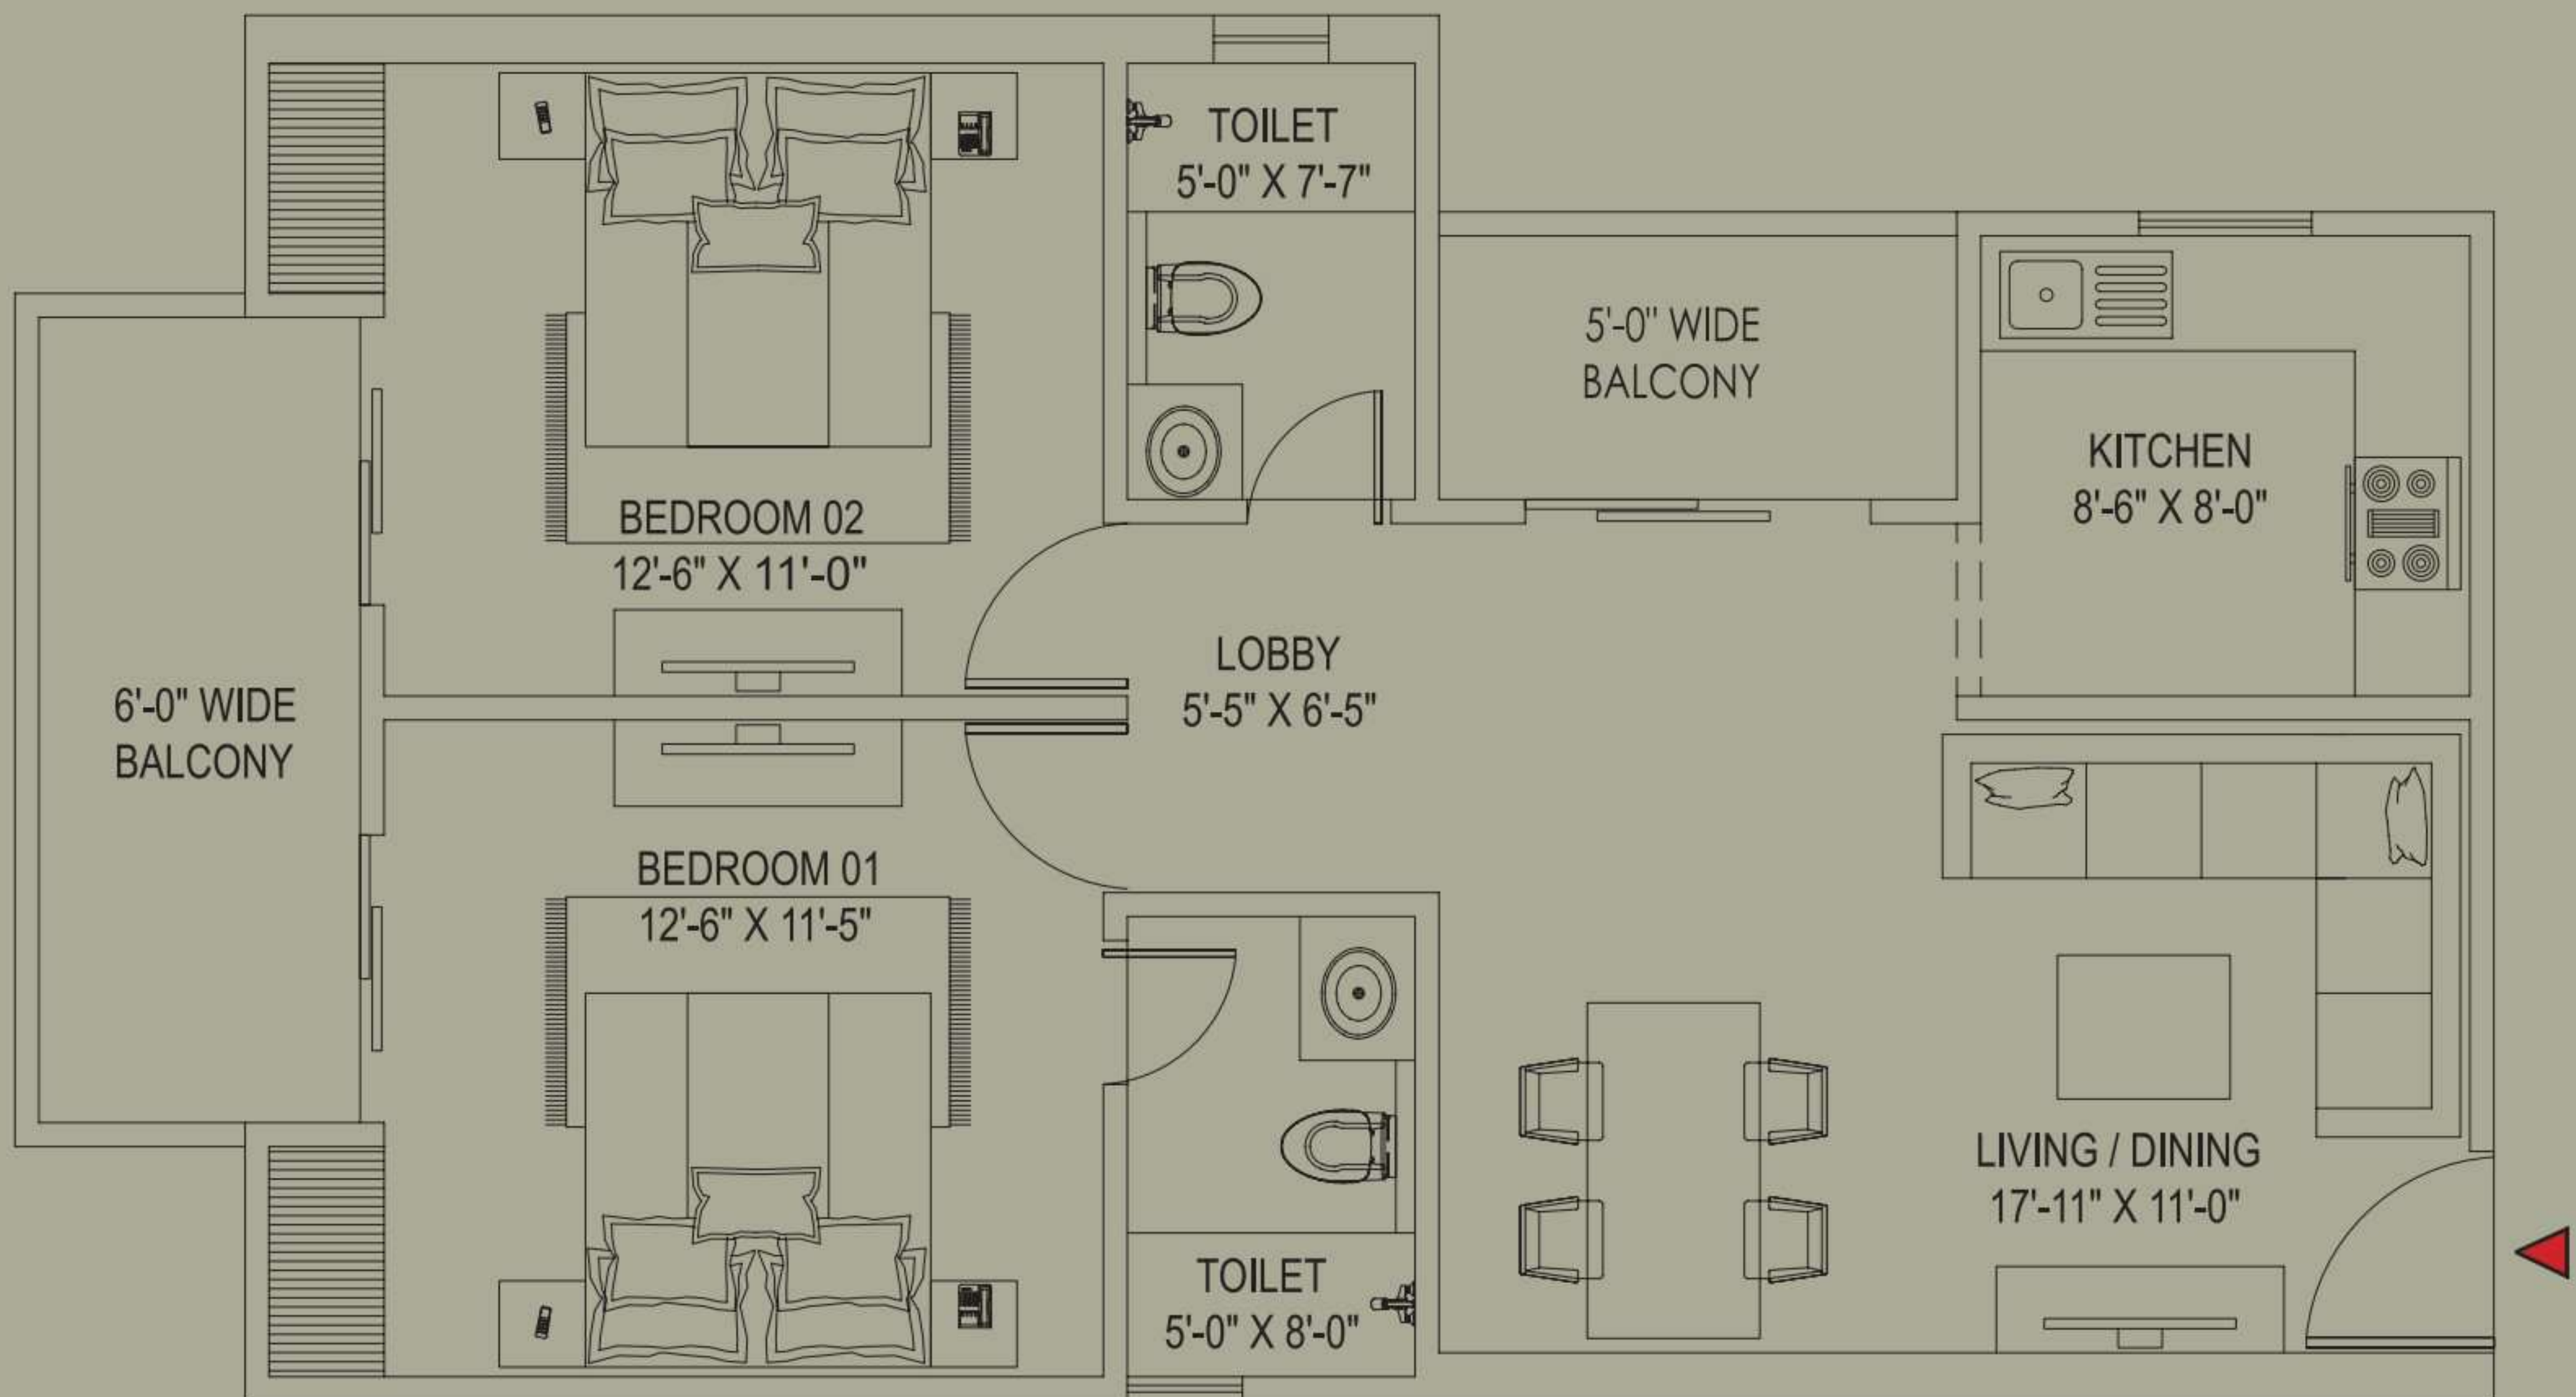 TOILET
5'-0" X 7'-7"
5'-0" WIDE
BALCONY
KITCHEN
8'-6" X 8'-0"
BEDROOM 02
12'-6" X 11'-0"
LOBBY
5'-5" X 6'-5"
6'-0" WIDE
BALCONY
BEDROOM 01
12'-6" X 11'-5"
LIVING / DINING
17'-11" X 11'-0"
TOILET
5'-0" X 8'-0"